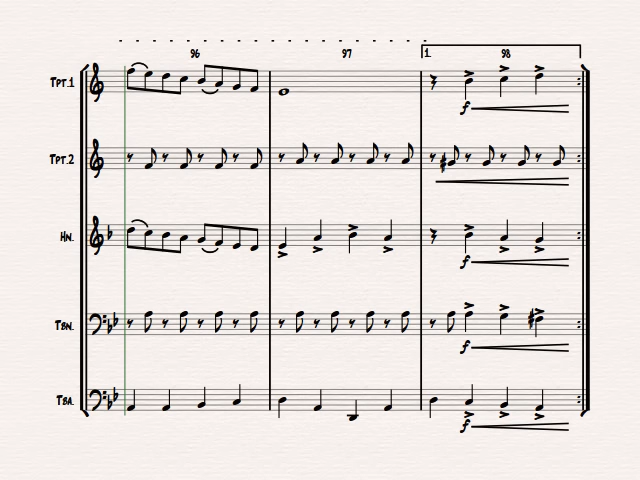 96 97 1. 98
Tpt.1
f
Tpt.2
Hn.
f
Tbn.
f
Tba.
f